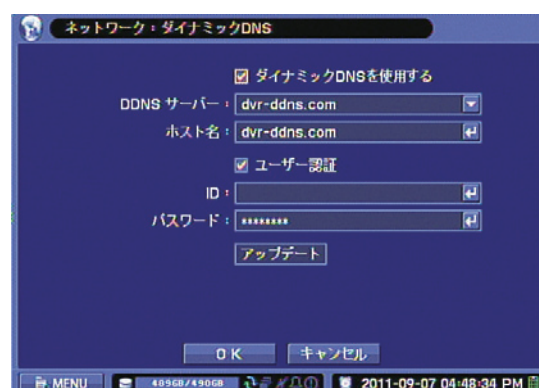 ネットワーク：ダイナミックDNS
ダイナミックDNSを使用する
DDNS サーバー： dvr-ddns.com
ホスト名： dvr-ddns.com
ユーザー認証
ID：
パスワード： ********
アップデート
OK キャンセル
MENU 489GB/490GB 2011-09-07 04:48:34 PM